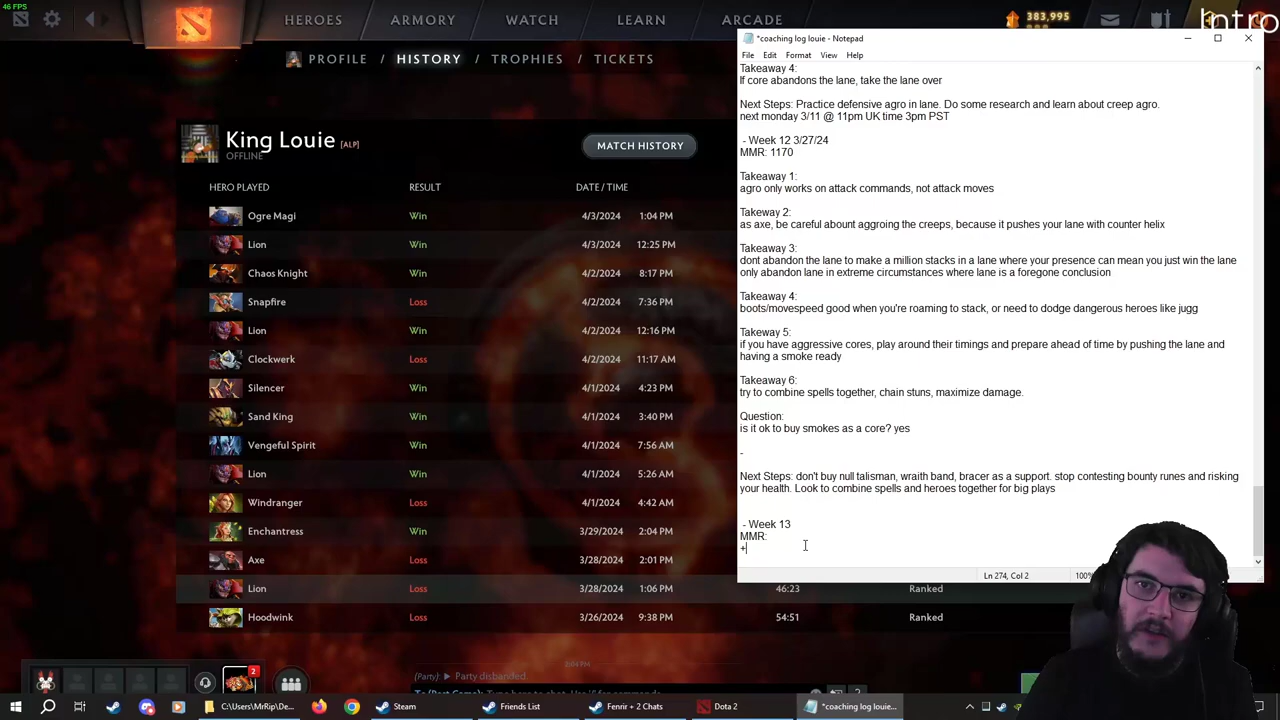 46 FPS
HEROES
ARMORY
WATCH
LEARN
ARCADE
383,995
Intro
PROFILE / HISTORY / TROPHIES / TICKETS
King Louie [ALP]
OFFLINE
MATCH HISTORY
HERO PLAYED RESULT DATE / TIME
Ogre Magi Win 4/3/2024 1:04 PM
Lion Win 4/3/2024 12:25 PM
Chaos Knight Win 4/2/2024 8:17 PM
Snapfire Loss 4/2/2024 7:36 PM
Lion Win 4/2/2024 12:16 PM
Clockwerk Loss 4/2/2024 11:17 AM
Silencer Win 4/1/2024 4:23 PM
Sand King Win 4/1/2024 3:40 PM
Vengeful Spirit Win 4/1/2024 7:56 AM
Lion Win 4/1/2024 5:26 AM
Windranger Loss 4/1/2024 4:42 AM
Enchantress Win 3/29/2024 2:04 PM
Axe Loss 3/28/2024 2:01 PM
Lion Loss 3/28/2024 1:06 PM 46:23 Ranked
Hoodwink Loss 3/26/2024 9:38 PM 54:51 Ranked
*coaching log louie - Notepad
File Edit Format View Help
Takeaway 4:
If core abandons the lane, take the lane over
Next Steps: Practice defensive agro in lane. Do some research and learn about creep agro.
next monday 3/11 @ 11pm UK time 3pm PST
- Week 12 3/27/24
MMR: 1170
Takeaway 1:
agro only works on attack commands, not attack moves
Takeway 2:
as axe, be careful abount aggroing the creeps, because it pushes your lane with counter helix
Takeaway 3:
dont abandon the lane to make a million stacks in a lane where your presence can mean you just win the lane
only abandon lane in extreme circumstances where lane is a foregone conclusion
Takeaway 4:
boots/movespeed good when you're roaming to stack, or need to dodge dangerous heroes like jugg
Takeway 5:
if you have aggressive cores, play around their timings and prepare ahead of time by pushing the lane and
having a smoke ready
Takeaway 6:
try to combine spells together, chain stuns, maximize damage.
Question:
is it ok to buy smokes as a core? yes
-
Next Steps: don't buy null talisman, wraith band, bracer as a support. stop contesting bounty runes and risking
your health. Look to combine spells and heroes together for big plays
- Week 13
MMR:
+
Ln 274, Col 2 100%
2:04 PM
(Party): Party disbanded.
2
C:\Users\MrRip\De...
Steam
Friends List
Fenrir + 2 Chats
Dota 2
*coaching log louie...